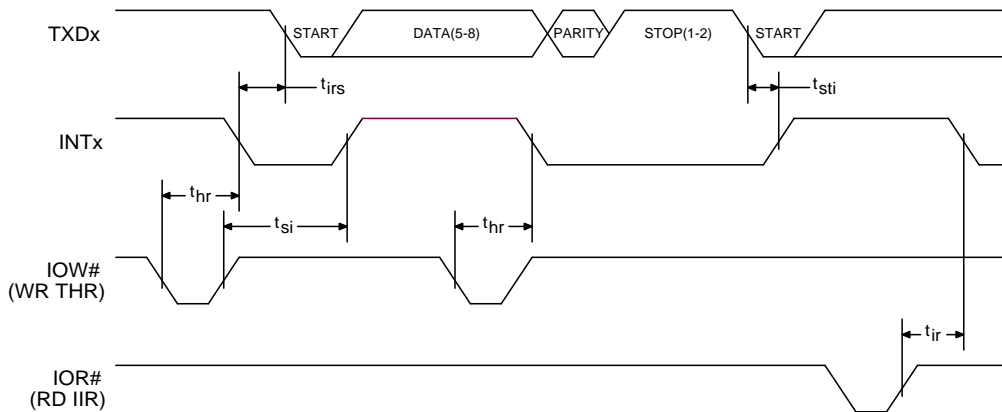 TXDx
START
DATA(5-8)
PARITY
STOP(1-2)
START
tirs
tsti
INTx
thr
tsi
thr
IOW#
(WR THR)
tir
IOR#
(RD IIR)